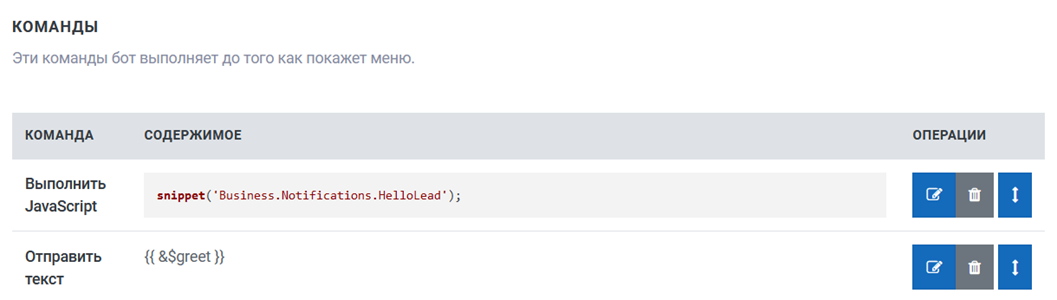 КОМАНДЫ
Эти команды бот выполняет до того как покажет меню.
КОМАНДА СОДЕРЖИМОЕ ОПЕРАЦИИ
Выполнить
JavaScript
snippet('Business.Notifications.HelloLead');
Отправить
текст
{{ &$greet }}